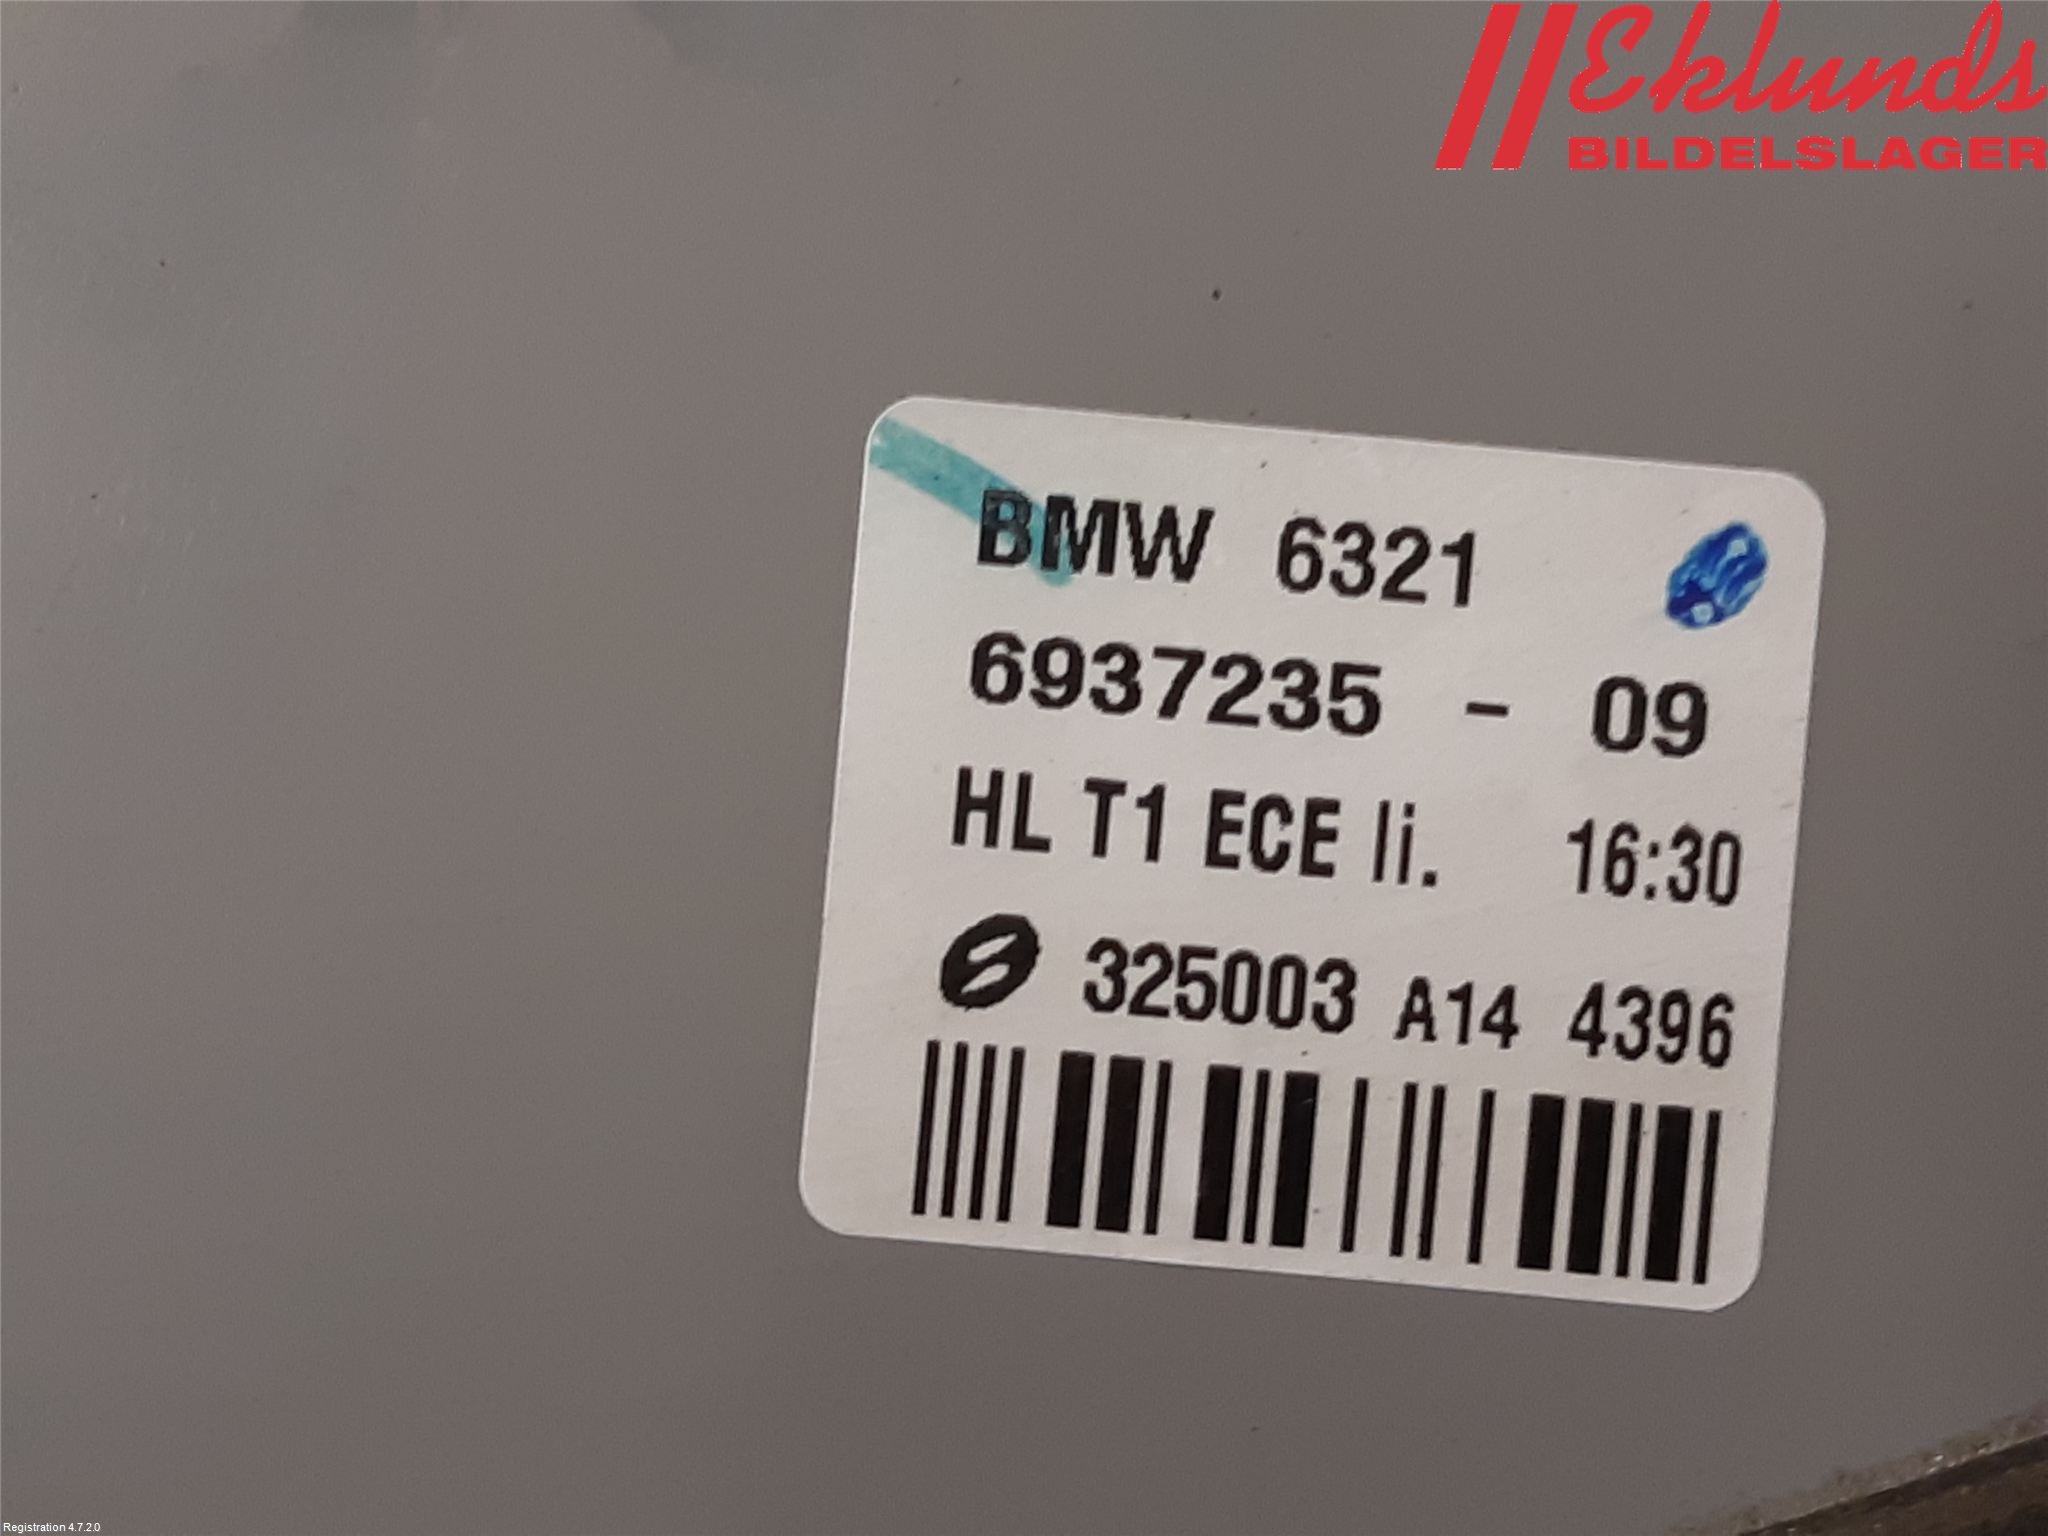 Eklunds
BILDELSLAGER
BMW 6321
6937235 - 09
HL T1 ECE li. 16:30
325003 A14 4396
Registration 4.7.2.0